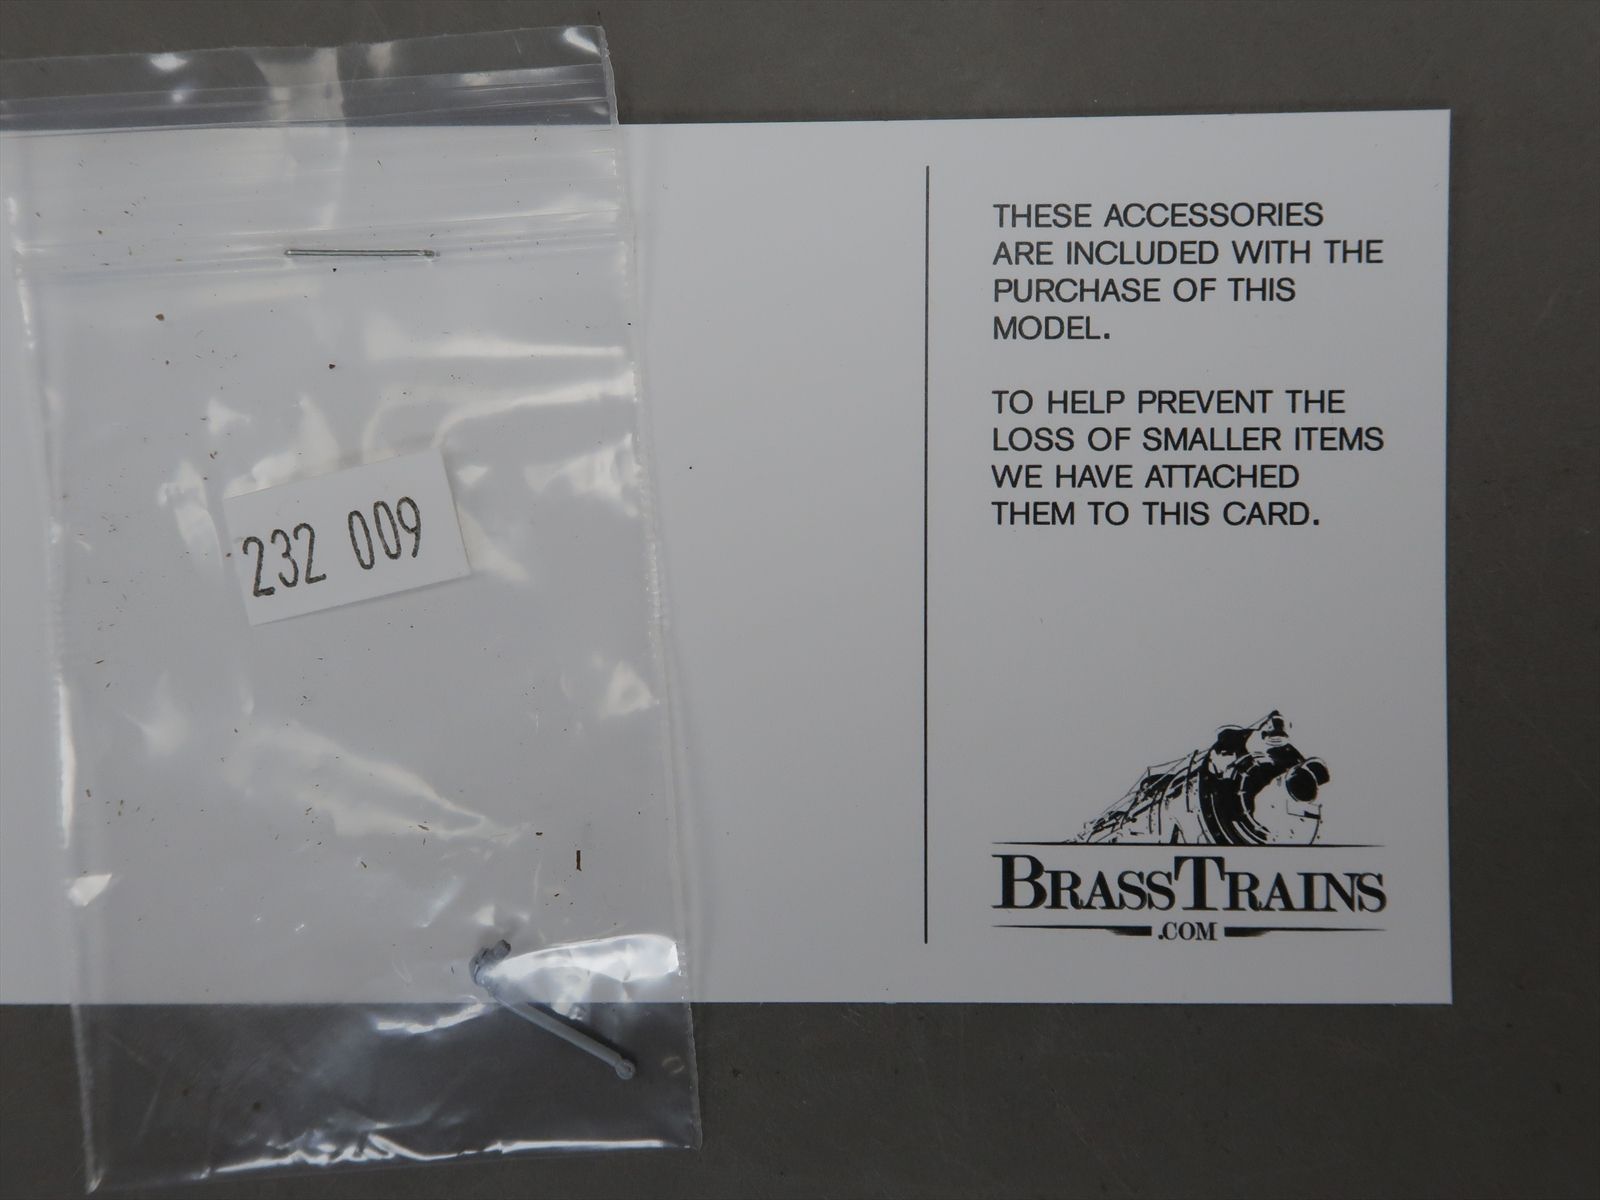 232 009
THESE ACCESSORIES
ARE INCLUDED WITH THE
PURCHASE OF THIS
MODEL.
TO HELP PREVENT THE
LOSS OF SMALLER ITEMS
WE HAVE ATTACHED
THEM TO THIS CARD.
BRASSTRAINS
.COM